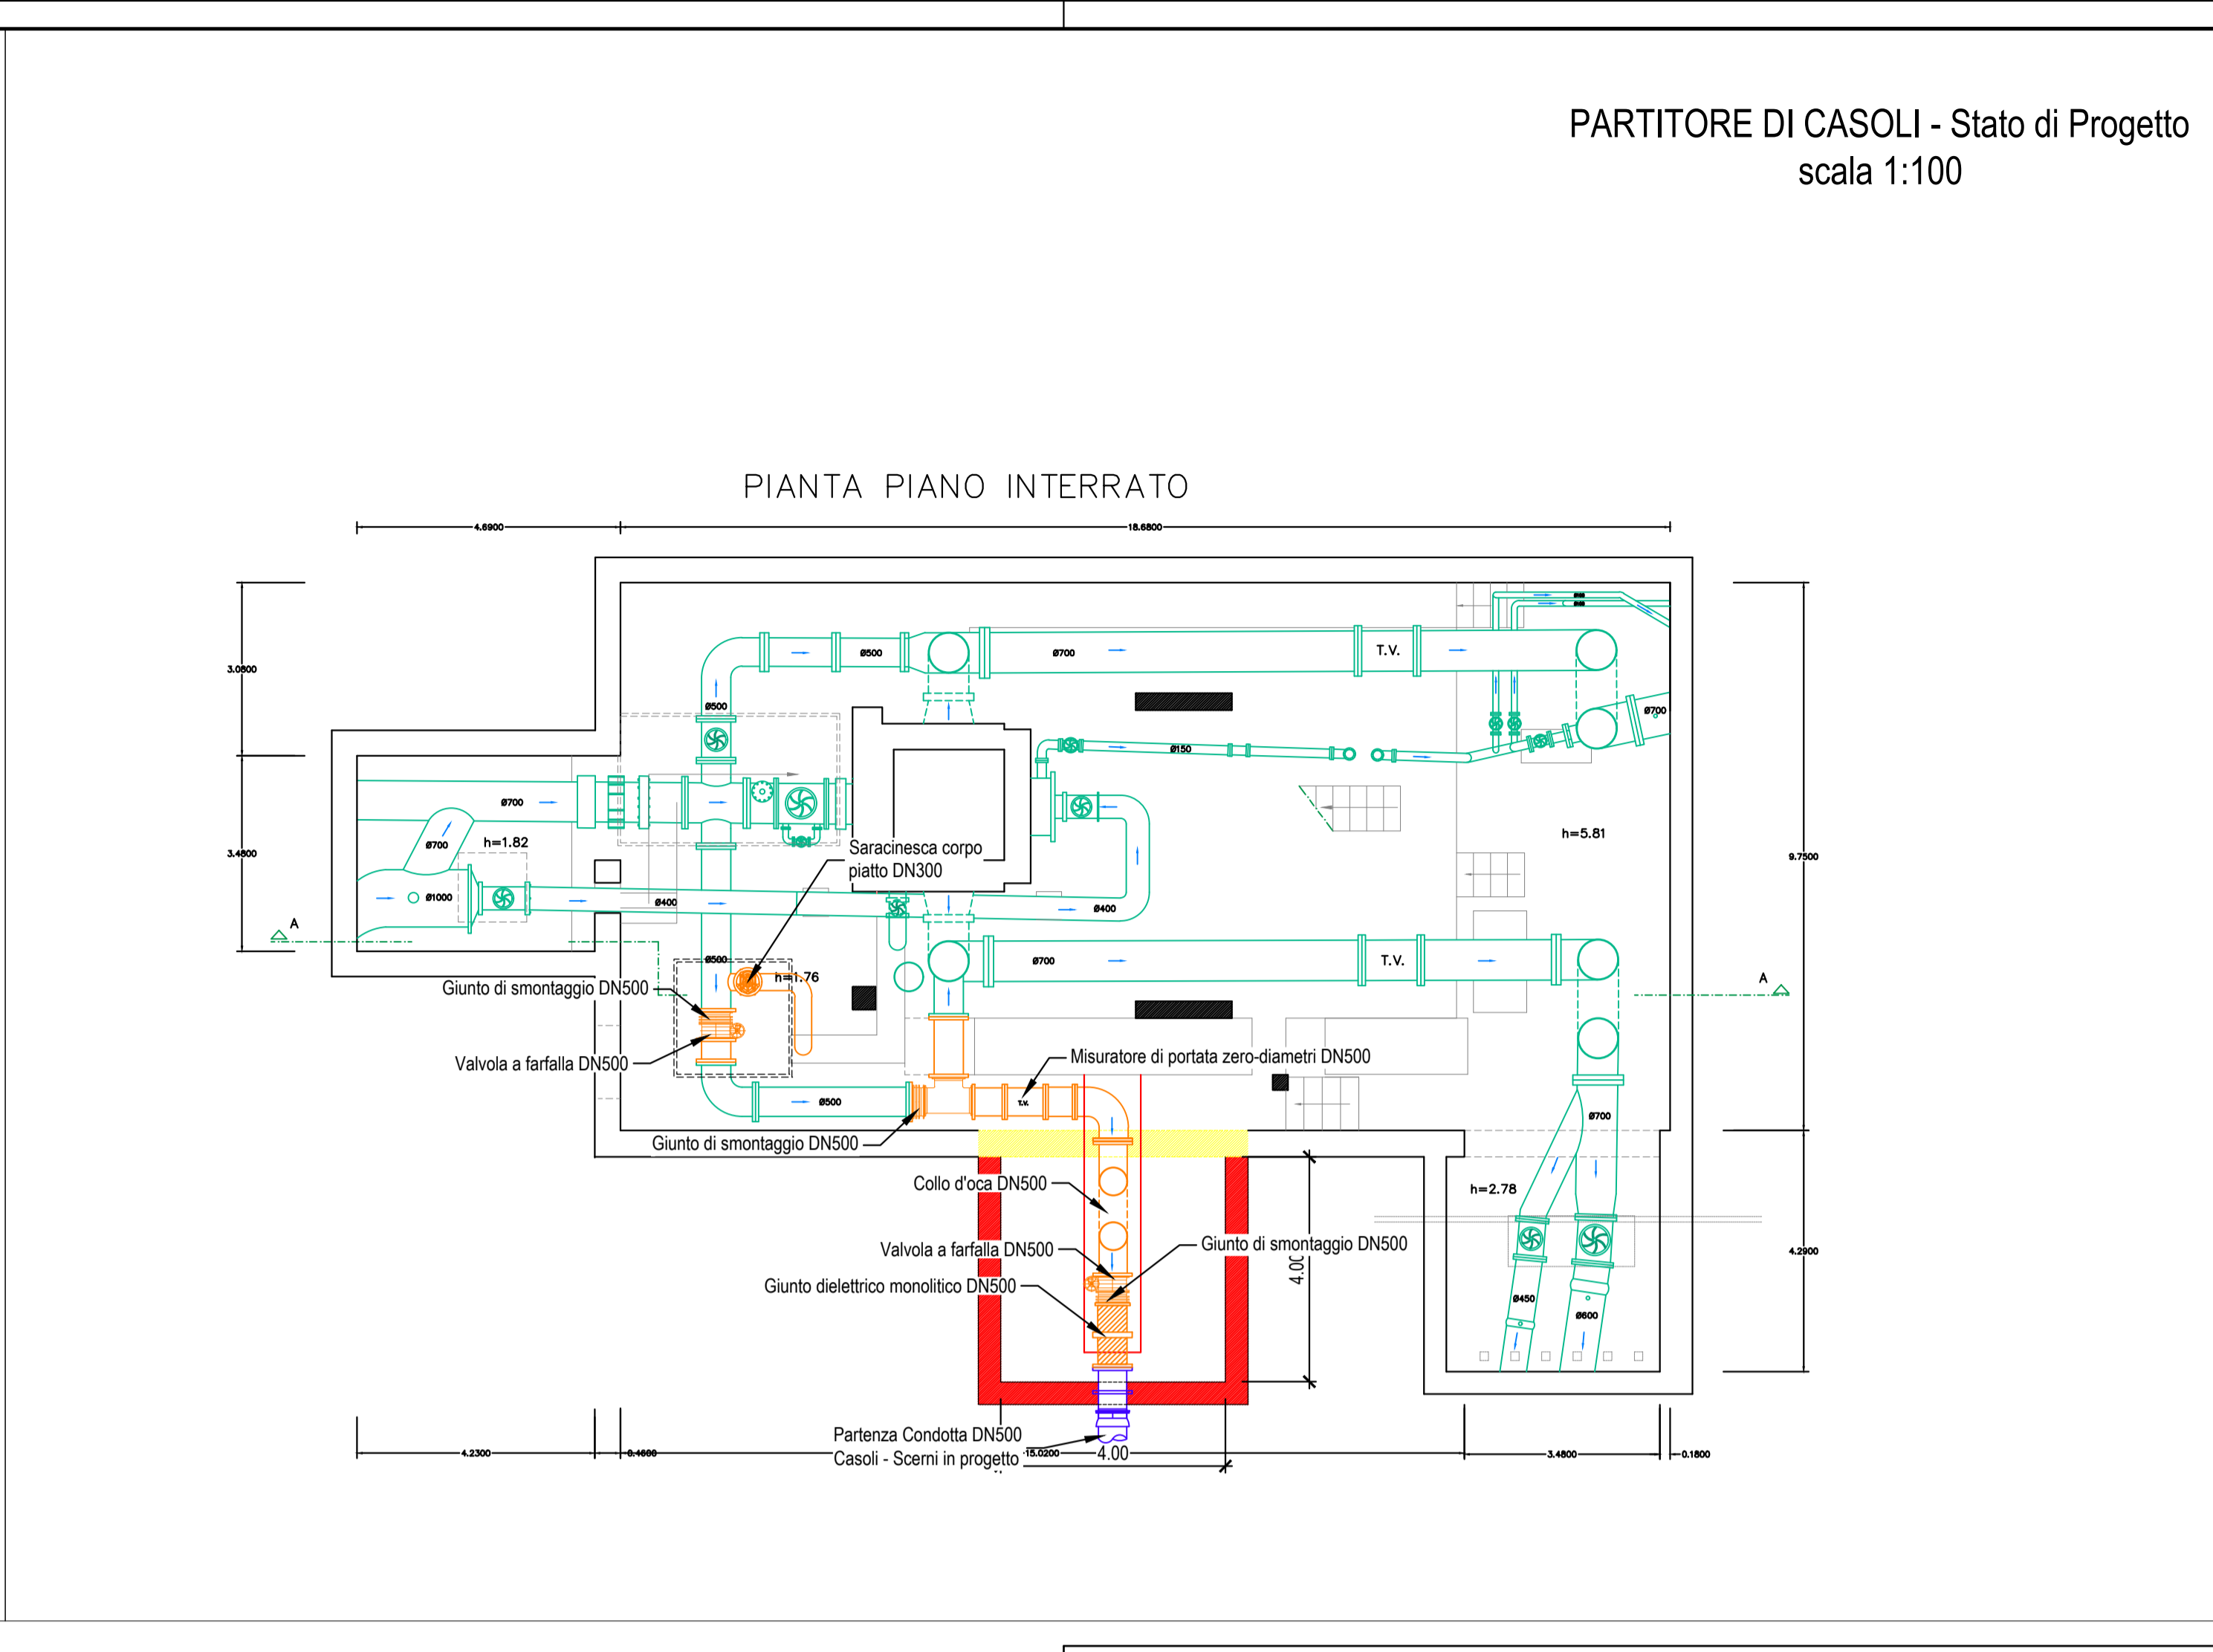 PARTITORE DI CASOLI - Stato di Progetto
scala 1:100
PIANTA PIANO INTERRATO
4.6900
18.6800
3.0800
3.4800
9.7500
4.2900
Ø500
Ø700
T.V.
Ø500
Ø700
Ø150
Ø700
h=1.82
Ø700
h=5.81
Saracinesca corpo
piatto DN300
Ø1000
Ø400
Ø400
A
Ø500
Ø700
T.V.
h=1.76
A
Giunto di smontaggio DN500
Valvola a farfalla DN500
Misuratore di portata zero-diametri DN500
Ø500
T.V.
Ø700
Giunto di smontaggio DN500
Collo d'oca DN500
h=2.78
Valvola a farfalla DN500
Giunto di smontaggio DN500
Giunto dielettrico monolitico DN500
4.00
Ø450
Ø600
Partenza Condotta DN500
Casoli - Scerni in progetto
4.2300
0.4600
15.0200
4.00
3.4800
0.1800